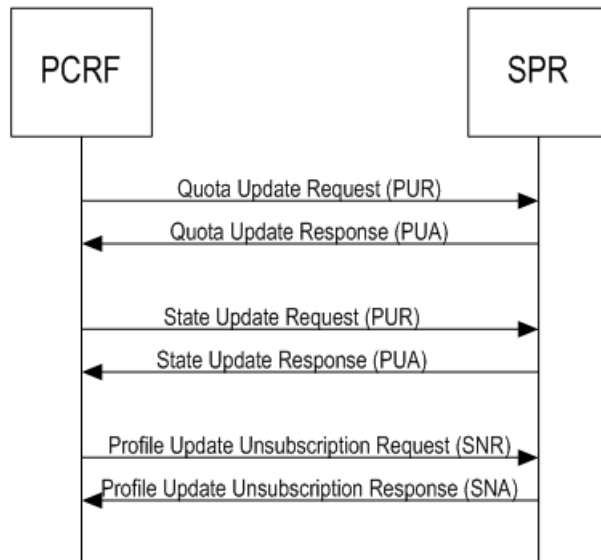 PCRF
SPR
Quota Update Request (PUR)
Quota Update Response (PUA)
State Update Request (PUR)
State Update Response (PUA)
Profile Update Unsubscription Request (SNR)
Profile Update Unsubscription Response (SNA)